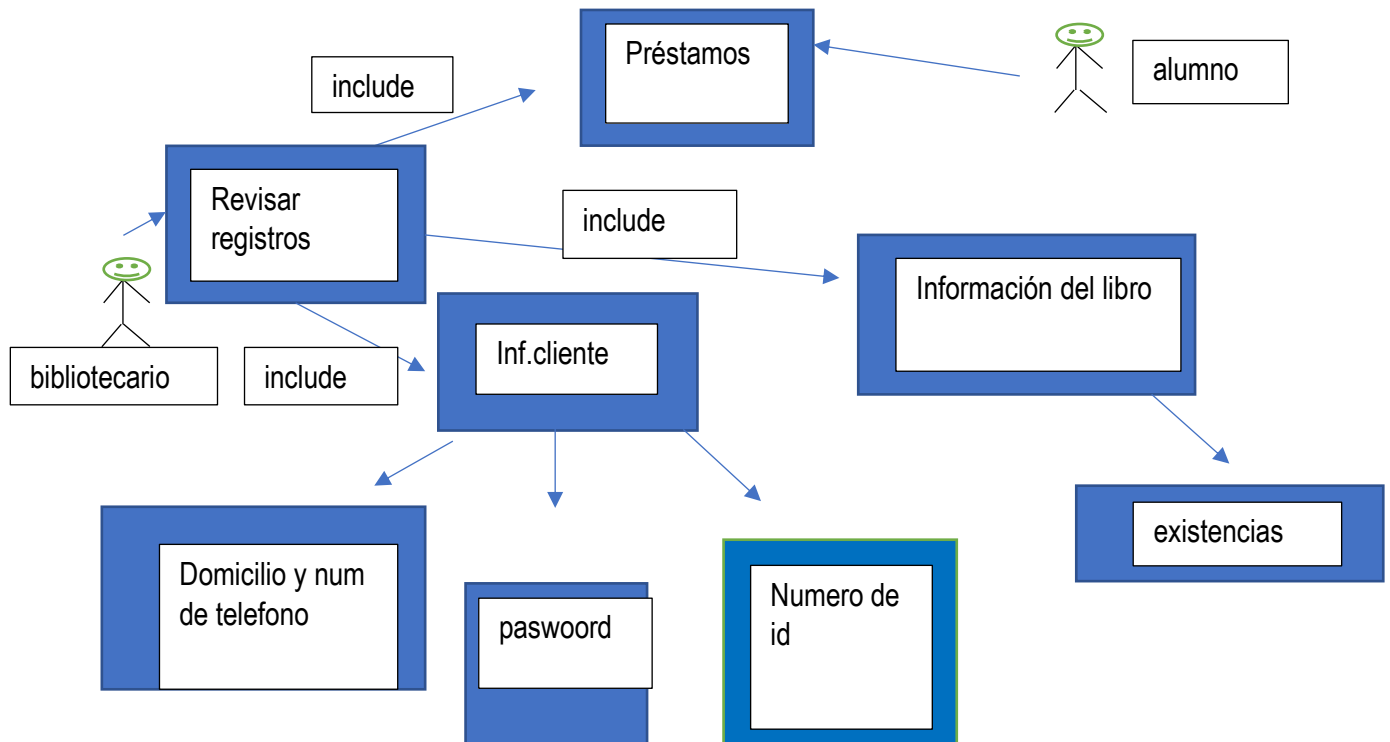 Préstamos
alumno
include
Revisar
registros
include
Información del libro
Inf.cliente
bibliotecario
include
existencias
Domicilio y num
de telefono
paswoord
Numero de
id